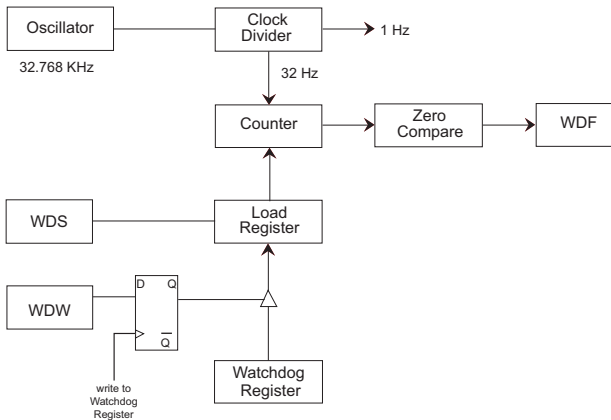 Oscillator
Clock
Divider
1 Hz
32.768 KHz
32 Hz
Counter
Zero
Compare
WDF
WDS
Load
Register
D Q
WDW
Q
Watchdog
Register
write to
Watchdog
Register